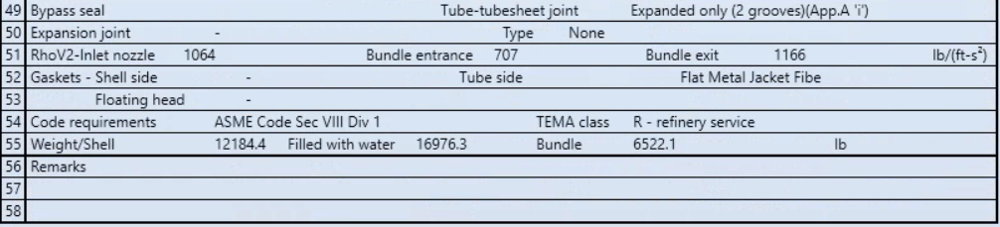 49 Bypass seal Tube-tubesheet joint Expanded only (2 grooves)(App.A 'i')
50 Expansion joint - Type None
51 RhoV2-Inlet nozzle 1064 Bundle entrance 707 Bundle exit 1166 lb/(ft-s²)
52 Gaskets - Shell side - Tube side Flat Metal Jacket Fibe
53 Floating head -
54 Code requirements ASME Code Sec VIII Div 1 TEMA class R - refinery service
55 Weight/Shell 12184.4 Filled with water 16976.3 Bundle 6522.1 lb
56 Remarks
57
58